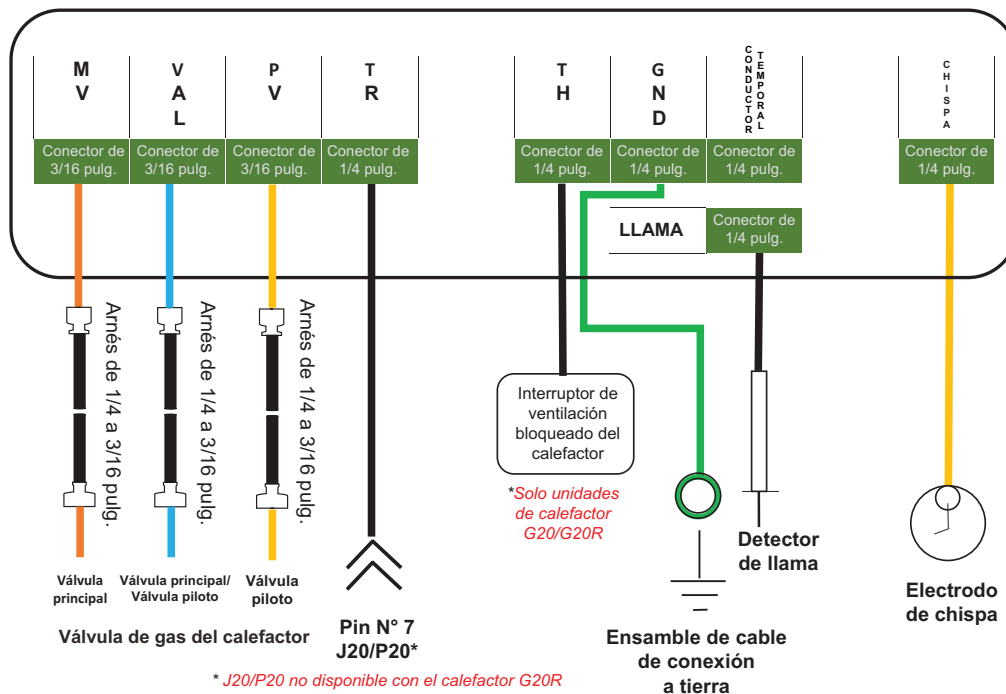 MV
VAL
PV
TR
TH
GND
CONDUCTOR
TEMPORAL
CHISPA
Conector de
3/16 pulg.
Conector de
3/16 pulg.
Conector de
3/16 pulg.
Conector de
1/4 pulg.
Conector de
1/4 pulg.
Conector de
1/4 pulg.
Conector de
1/4 pulg.
Conector de
1/4 pulg.
LLAMA
Conector de
1/4 pulg.
Arnés de 1/4 a 3/16 pulg.
Arnés de 1/4 a 3/16 pulg.
Arnés de 1/4 a 3/16 pulg.
Interruptor de
ventilación
bloqueado del
calefactor
*Solo unidades
de calefactor
G20/G20R
Detector
de llama
Electrodo
de chispa
Válvula
principal
Válvula principal/
Válvula piloto
Válvula
piloto
Válvula de gas del calefactor
Pin N° 7
J20/P20*
Ensamble de cable
de conexión
a tierra
* J20/P20 no disponible con el calefactor G20R